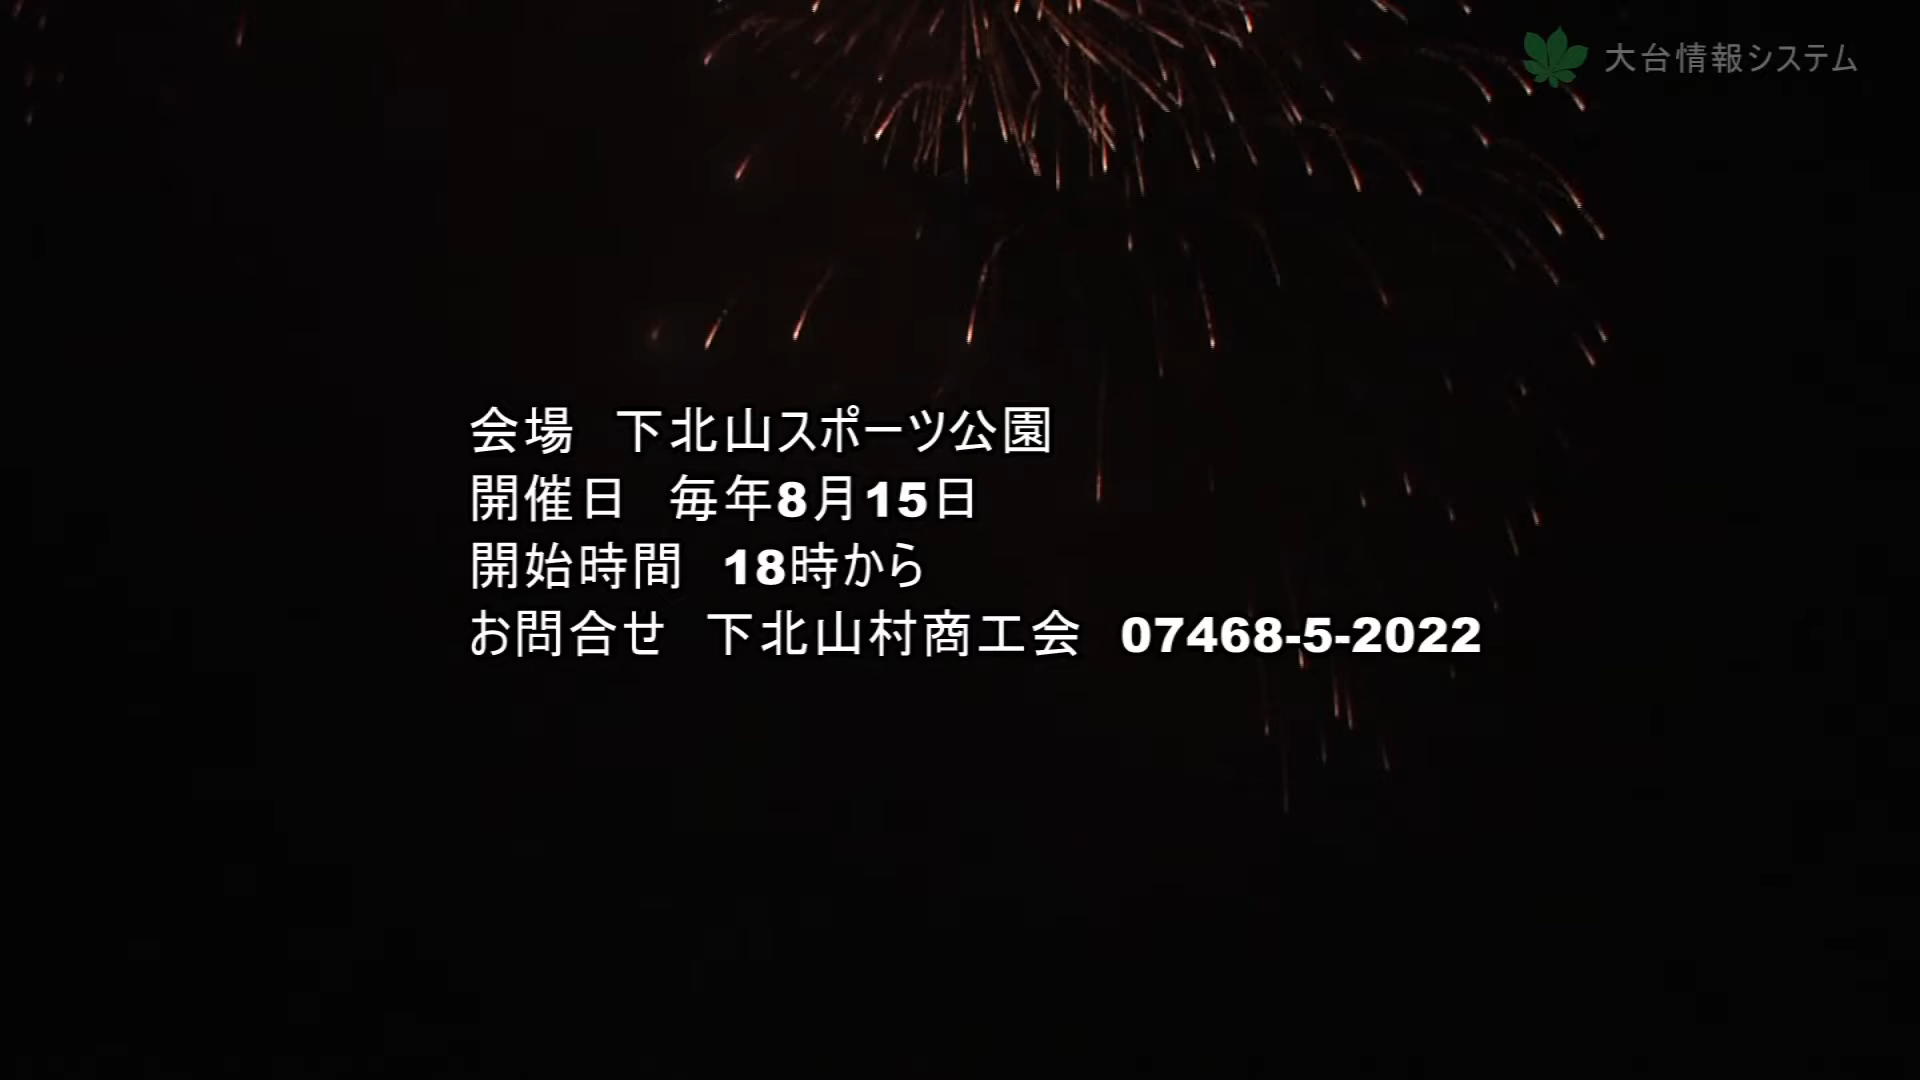 大台情報システム
会場　下北山スポーツ公園
開催日　毎年8月15日
開始時間　18時から
お問合せ　下北山村商工会　07468-5-2022